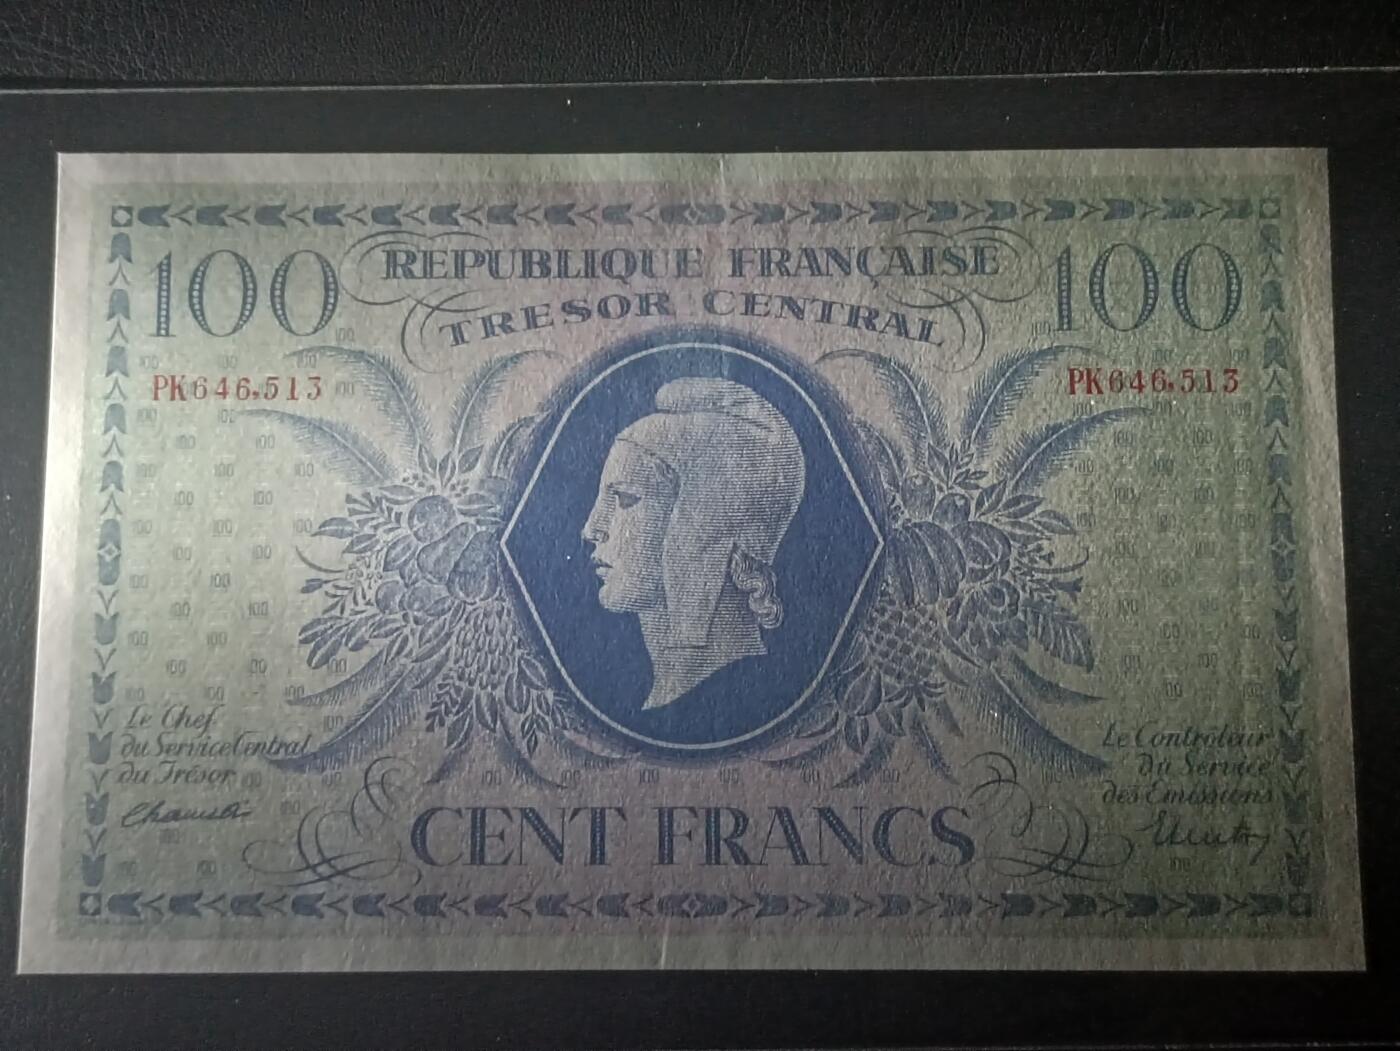 100 REPUBLIQUE FRANÇAISE 100
TRESOR CENTRAL
PK646,513 PK646,513
Le Chef
du Service Central
du Trésor
Le Contrôleur
du Service
des Émissions
CENT FRANCS